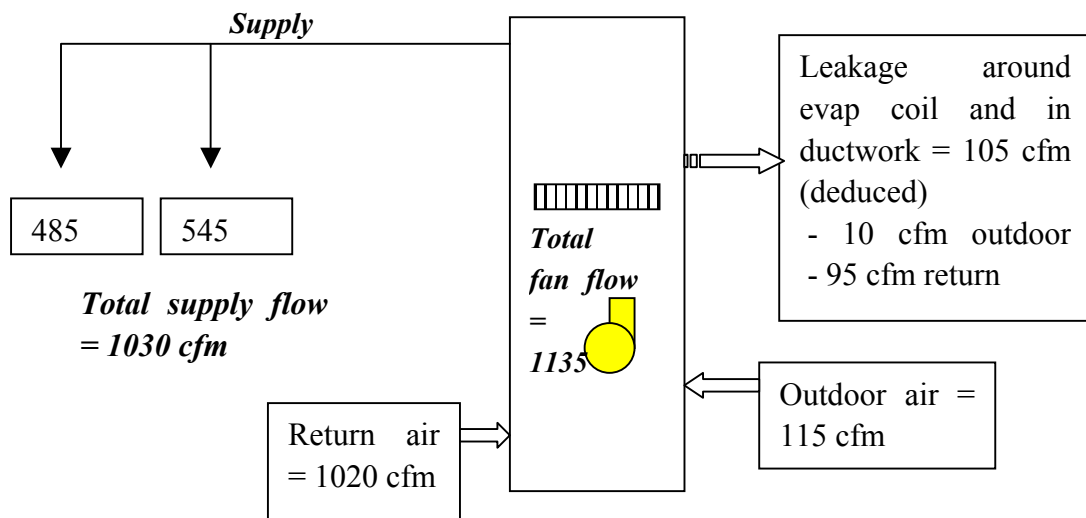 Supply
485
545
Total supply flow
= 1030 cfm
Total
fan flow
=
1135
Leakage around
evap coil and in
ductwork = 105 cfm
(deduced)
- 10 cfm outdoor
- 95 cfm return
Return air
= 1020 cfm
Outdoor air =
115 cfm